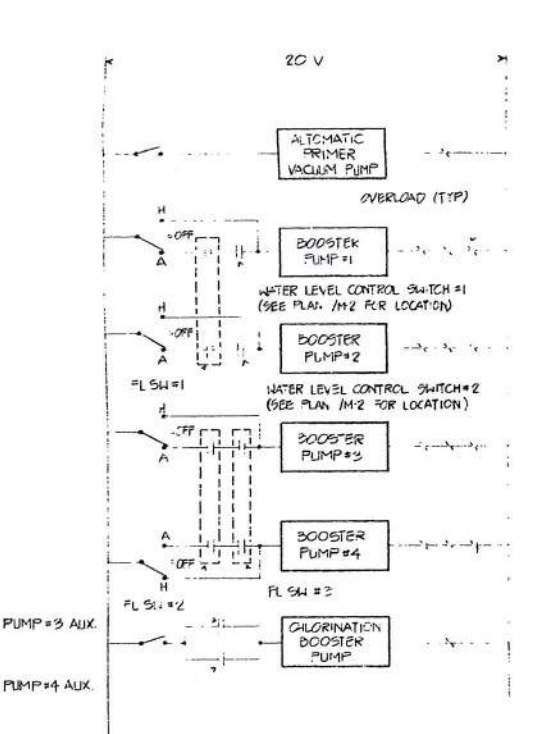 20 V
AUTOMATIC
PRIMER
VACUUM PUMP
OVERLOAD (TYP)
H
OFF
A
BOOSTER
PUMP #1
WATER LEVEL CONTROL SWITCH #1
(SEE PLAN /M-2 FOR LOCATION)
H
OFF
A
BOOSTER
PUMP #2
FL SW #1
WATER LEVEL CONTROL SWITCH #2
(SEE PLAN /M-2 FOR LOCATION)
H
OFF
A
BOOSTER
PUMP #3
A
OFF
H
BOOSTER
PUMP #4
FL SW #2
FL SW #3
PUMP #3 AUX.
CHLORINATION
BOOSTER
PUMP
PUMP #4 AUX.